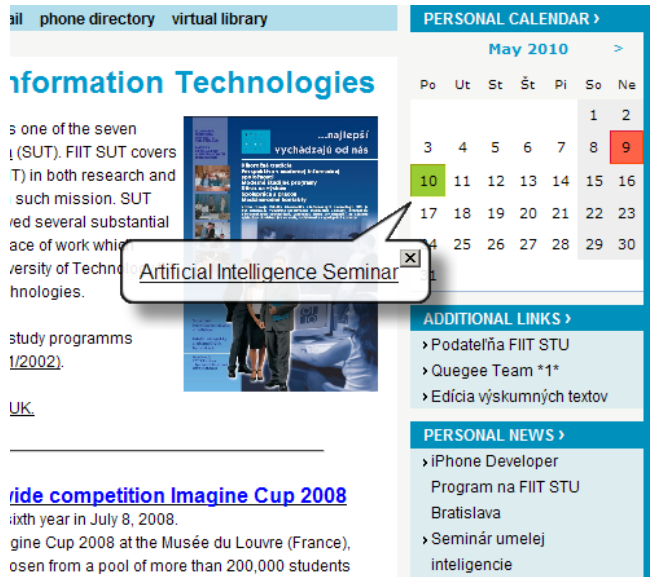 ail phone directory virtual library
nformation Technologies
s one of the seven
(SUT). FIIT SUT covers
T) in both research and
such mission. SUT
ved several substantial
ace of work whic
versity of Techno
hnologies.
study programms
1/2002).
UK.
...najlepší
vychádzajú od nás
Artificial Intelligence Seminar
vide competition Imagine Cup 2008
sixth year in July 8, 2008.
gine Cup 2008 at the Musée du Louvre (France),
osen from a pool of more than 200,000 students
PERSONAL CALENDAR ›
May 2010 >
Po Ut St Št Pi So Ne
1 2
3 4 5 6 7 8 9
10 11 12 13 14 15 16
17 18 19 20 21 22 23
24 25 26 27 28 29 30
31
ADDITIONAL LINKS ›
› Podateľňa FIIT STU
› Quegee Team *1*
› Edícia výskumných textov
PERSONAL NEWS ›
› iPhone Developer
Program na FIIT STU
Bratislava
› Seminár umelej
inteligencie